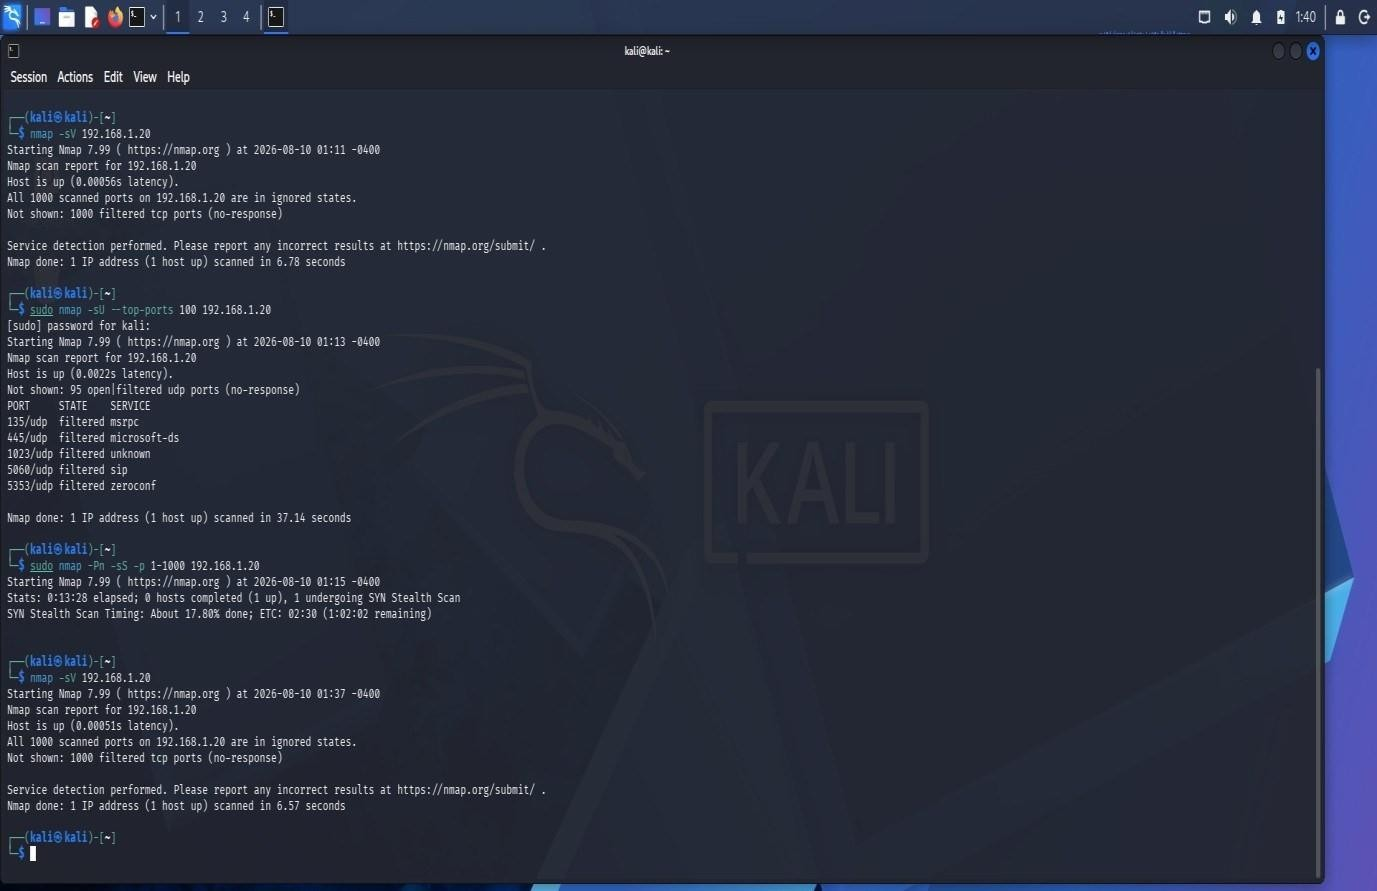 1 2 3 4
1:40
kali@kali: ~
Session Actions Edit View Help
┌──(kali㉿kali)-[~]
└─$ nmap -sV 192.168.1.20
Starting Nmap 7.99 ( https://nmap.org ) at 2026-08-10 01:11 -0400
Nmap scan report for 192.168.1.20
Host is up (0.00056s latency).
All 1000 scanned ports on 192.168.1.20 are in ignored states.
Not shown: 1000 filtered tcp ports (no-response)
Service detection performed. Please report any incorrect results at https://nmap.org/submit/ .
Nmap done: 1 IP address (1 host up) scanned in 6.78 seconds
┌──(kali㉿kali)-[~]
└─$ sudo nmap -sU --top-ports 100 192.168.1.20
[sudo] password for kali:
Starting Nmap 7.99 ( https://nmap.org ) at 2026-08-10 01:13 -0400
Nmap scan report for 192.168.1.20
Host is up (0.0022s latency).
Not shown: 95 open|filtered udp ports (no-response)
PORT STATE SERVICE
135/udp filtered msrpc
445/udp filtered microsoft-ds
1023/udp filtered unknown
5060/udp filtered sip
5353/udp filtered zeroconf
Nmap done: 1 IP address (1 host up) scanned in 37.14 seconds
┌──(kali㉿kali)-[~]
└─$ sudo nmap -Pn -sS -p 1-1000 192.168.1.20
Starting Nmap 7.99 ( https://nmap.org ) at 2026-08-10 01:15 -0400
Stats: 0:13:28 elapsed; 0 hosts completed (1 up), 1 undergoing SYN Stealth Scan
SYN Stealth Scan Timing: About 17.80% done; ETC: 02:30 (1:02:02 remaining)
┌──(kali㉿kali)-[~]
└─$ nmap -sV 192.168.1.20
Starting Nmap 7.99 ( https://nmap.org ) at 2026-08-10 01:37 -0400
Nmap scan report for 192.168.1.20
Host is up (0.00051s latency).
All 1000 scanned ports on 192.168.1.20 are in ignored states.
Not shown: 1000 filtered tcp ports (no-response)
Service detection performed. Please report any incorrect results at https://nmap.org/submit/ .
Nmap done: 1 IP address (1 host up) scanned in 6.57 seconds
┌──(kali㉿kali)-[~]
└─$
KALI